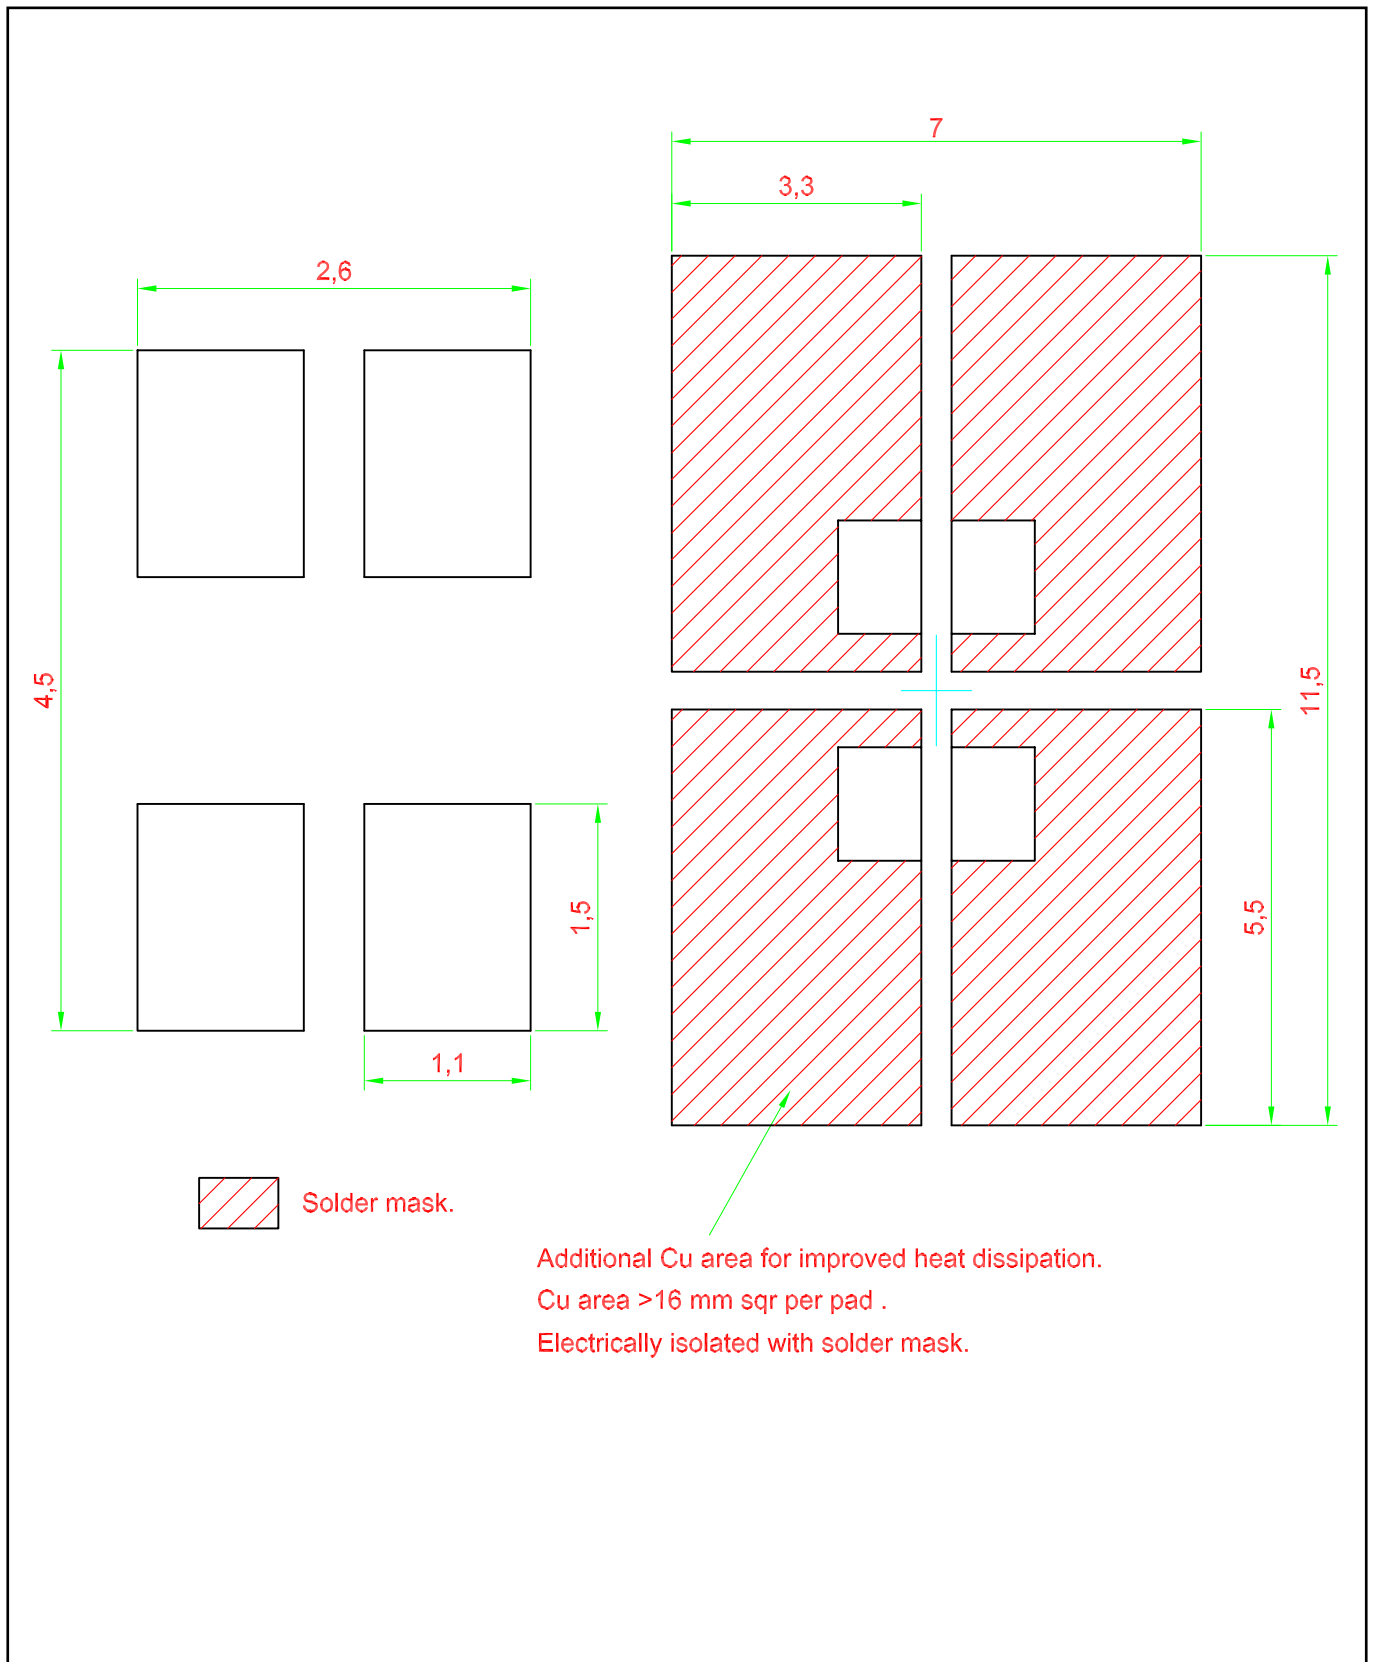 7
3,3
2,6
4,5
11,5
1,5
5,5
1,1
Solder mask.
Additional Cu area for improved heat dissipation.
Cu area >16 mm sqr per pad .
Electrically isolated with solder mask.